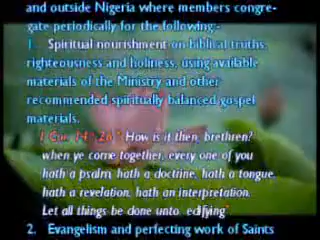 and outside Nigeria where members congre-
gate periodically for the following:-
1. Spiritual nourishment on biblical truths,
righteousness and holiness, using available
materials of the Ministry and other
recommended spiritually balanced gospel
materials.
1 Cor. 14: 26 "How is it then, brethren?
when ye come together, every one of you
hath a psalm, hath a doctrine, hath a tongue,
hath a revelation, hath an interpretation.
Let all things be done unto edifying"
2. Evangelism and perfecting work of Saints